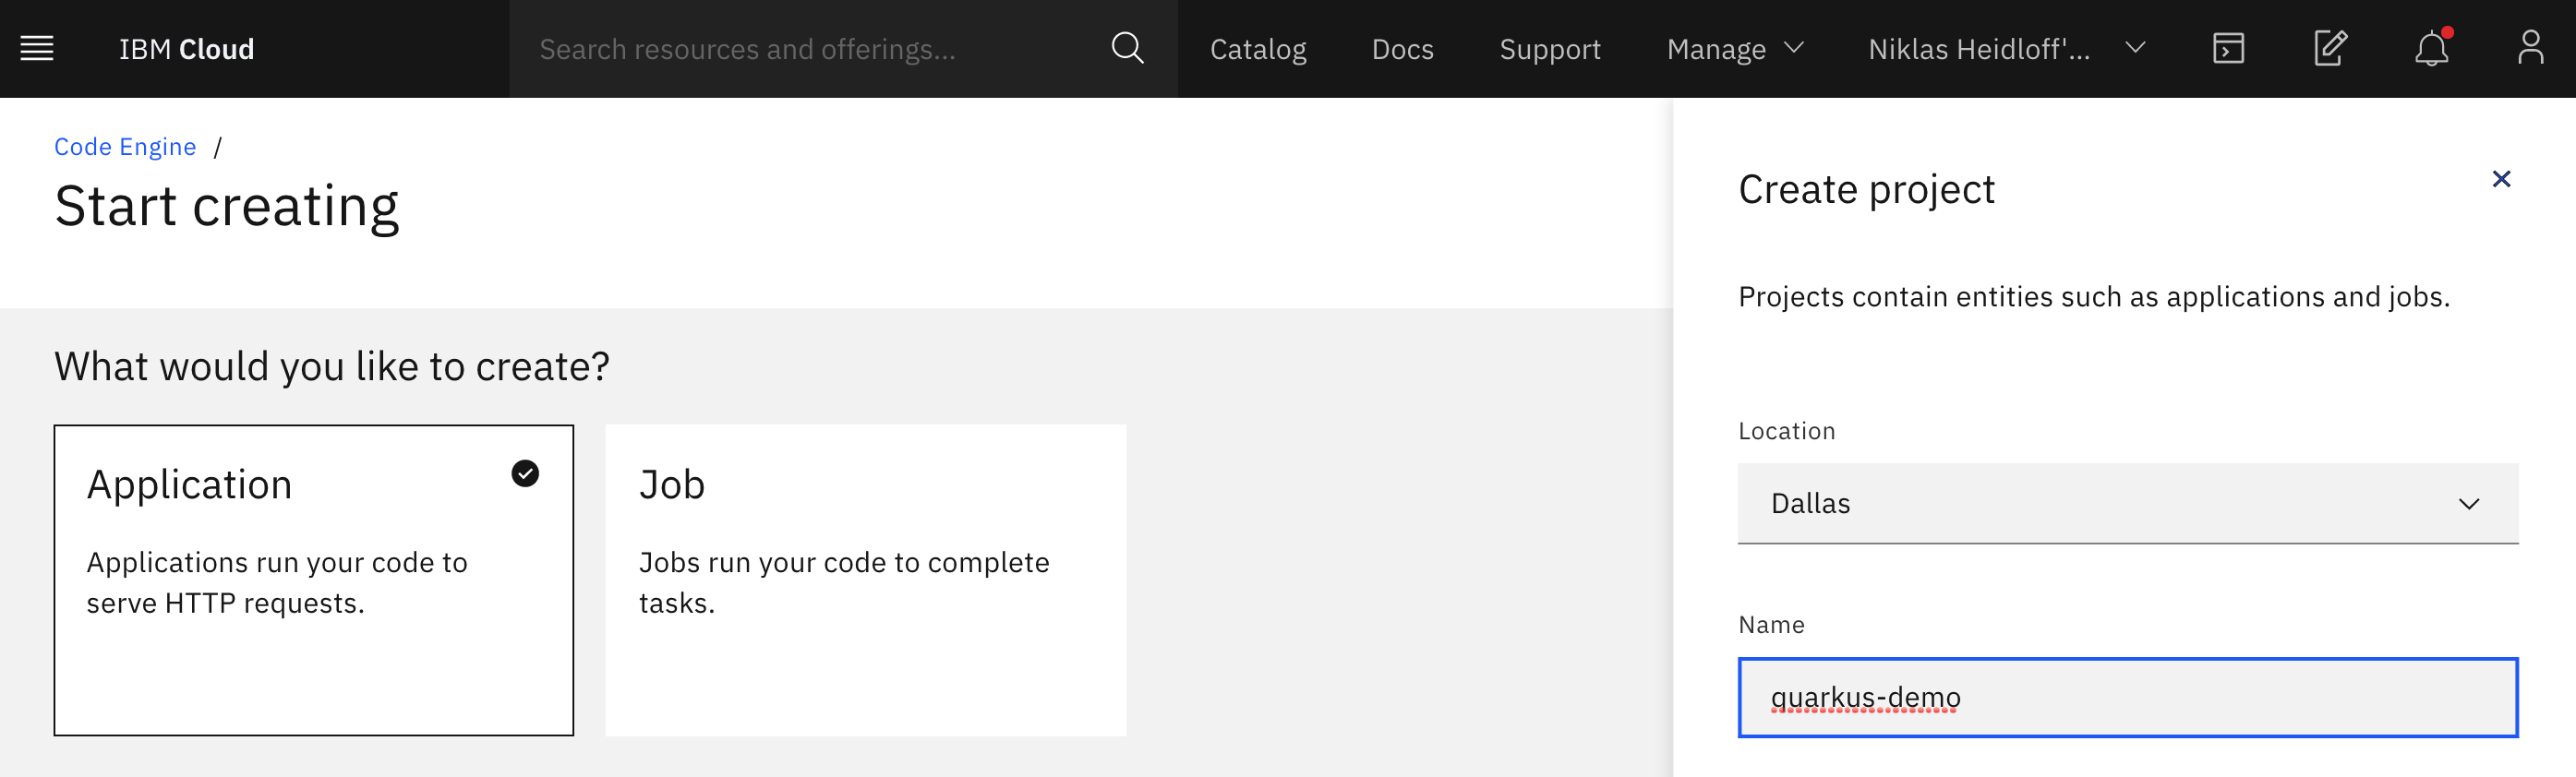 IBM Cloud
Search resources and offerings...
Catalog
Docs
Support
Manage
Niklas Heidloff'...
Code Engine /
Start creating
What would you like to create?
Application
Applications run your code to
serve HTTP requests.
Job
Jobs run your code to complete
tasks.
Create project
Projects contain entities such as applications and jobs.
Location
Dallas
Name
quarkus-demo